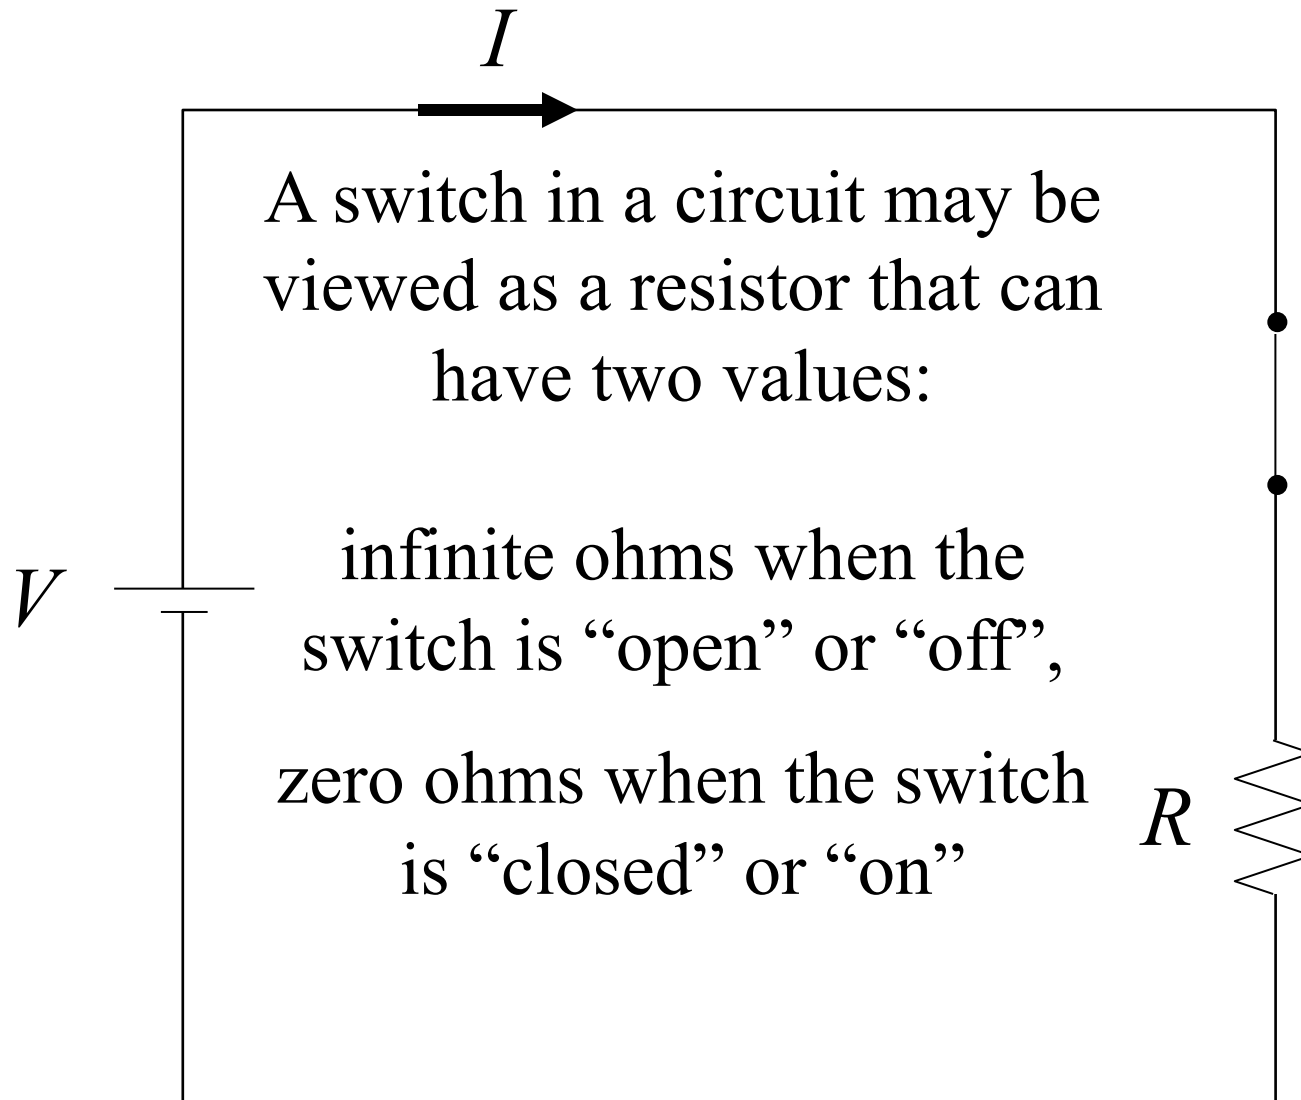 I
A switch in a circuit may be
viewed as a resistor that can
have two values:
infinite ohms when the
V
switch is “open” or “off”,
zero ohms when the switch
R
is “closed” or “on”